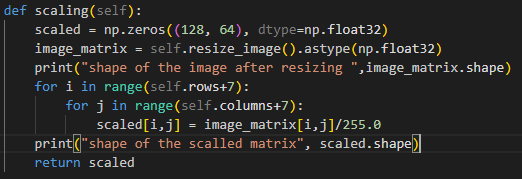 def scaling(self):
    scaled = np.zeros((128, 64), dtype=np.float32)
    image_matrix = self.resize_image().astype(np.float32)
    print("shape of the image after resizing ",image_matrix.shape)
    for i in range(self.rows+7):
        for j in range(self.columns+7):
            scaled[i,j] = image_matrix[i,j]/255.0
    print("shape of the scalled matrix", scaled.shape)
    return scaled